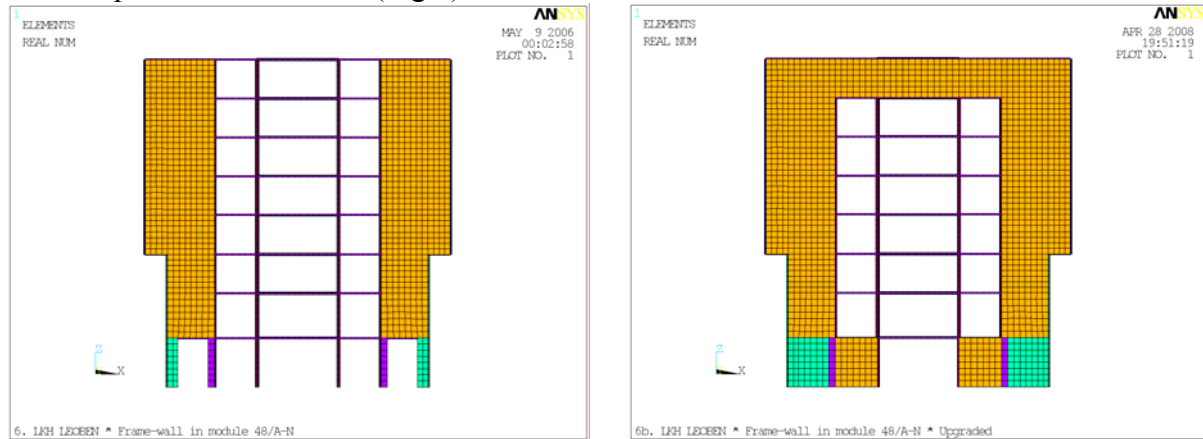 1
ELEMENTS
REAL NUM
ANSYS
MAY 9 2006
00:02:58
PLOT NO. 1
Z
X
6. LKH LEOBEN * Frame-wall in module 48/A-N
1
ELEMENTS
REAL NUM
ANSYS
APR 28 2008
19:51:19
PLOT NO. 1
Z
X
6b. LKH LEOBEN * Frame-wall in module 48/A-N * Upgraded